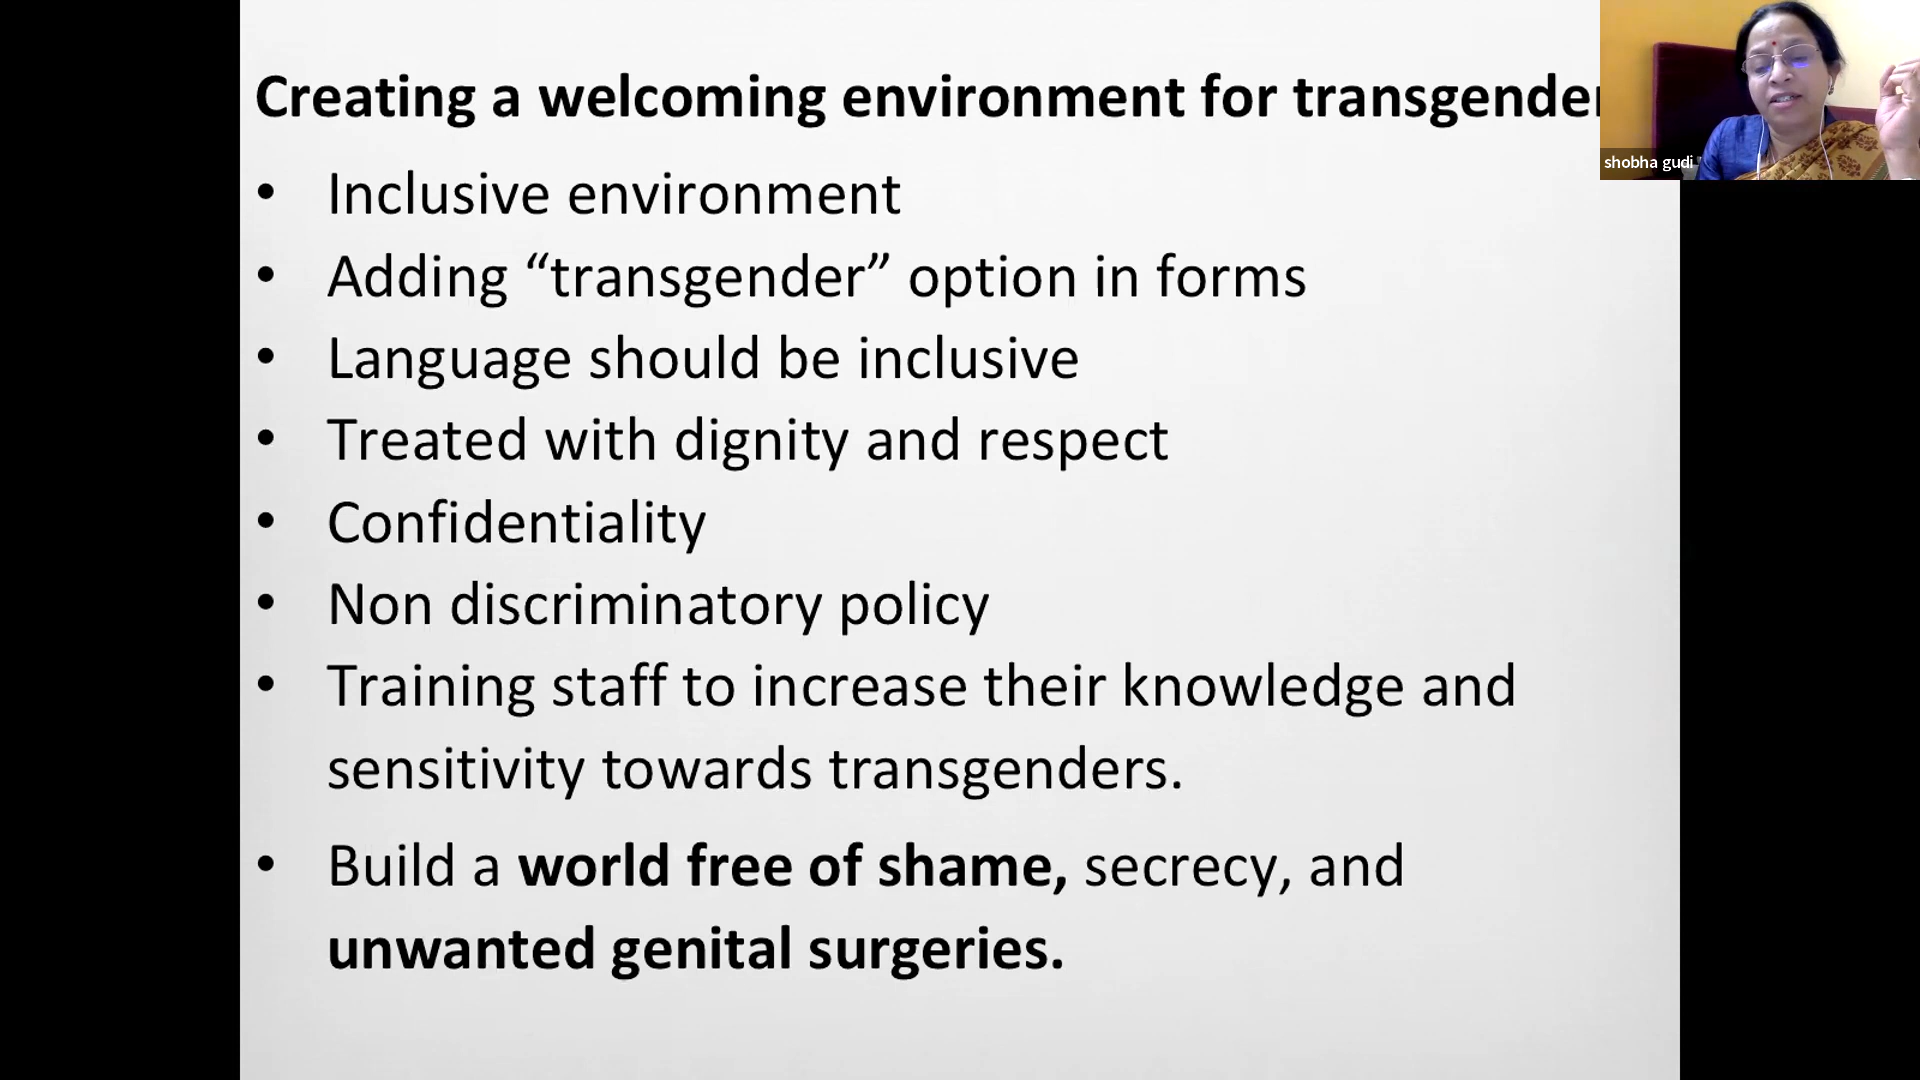 Creating a welcoming environment for transgender
shobha gudi
• Inclusive environment
• Adding “transgender” option in forms
• Language should be inclusive
• Treated with dignity and respect
• Confidentiality
• Non discriminatory policy
• Training staff to increase their knowledge and
sensitivity towards transgenders.
• Build a world free of shame, secrecy, and
unwanted genital surgeries.